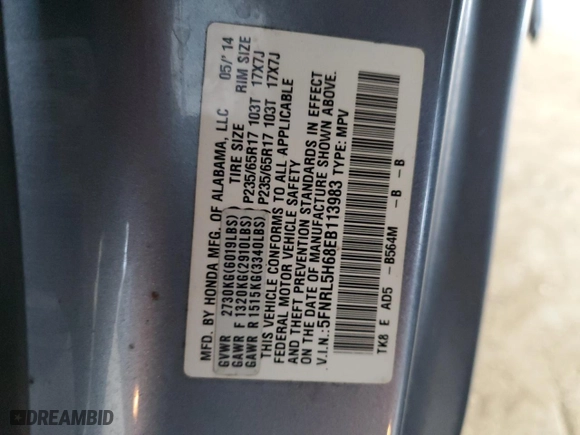 MFD. BY HONDA MFG. OF ALABAMA, LLC 05/'14
TIRE SIZE RIM SIZE
GVWR 2730KG(6019LBS)
GAWR F 1320KG(2910LBS) P235/65R17 103T 17X7J
GAWR R 1515KG(3340LBS) P235/65R17 103T 17X7J
THIS VEHICLE CONFORMS TO ALL APPLICABLE
FEDERAL MOTOR VEHICLE SAFETY
AND THEFT PREVENTION STANDARDS IN EFFECT
ON THE DATE OF MANUFACTURE SHOWN ABOVE.
V.I.N.: 5FNRL5H68EB113983 TYPE: MPV
TK8 E AD5 - B564M - B - B
DREAMBID